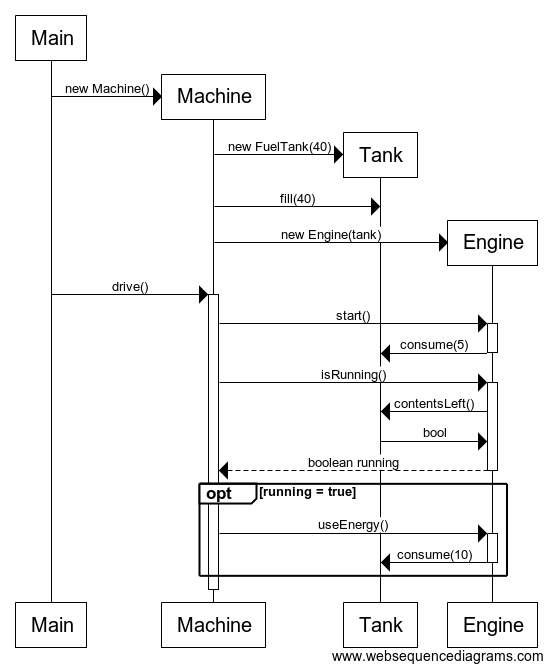 Main
new Machine()
Machine
new FuelTank(40)
Tank
fill(40)
new Engine(tank)
Engine
drive()
start()
consume(5)
isRunning()
contentsLeft()
bool
boolean running
opt [running = true]
useEnergy()
consume(10)
Main Machine Tank Engine
www.websequencediagrams.com